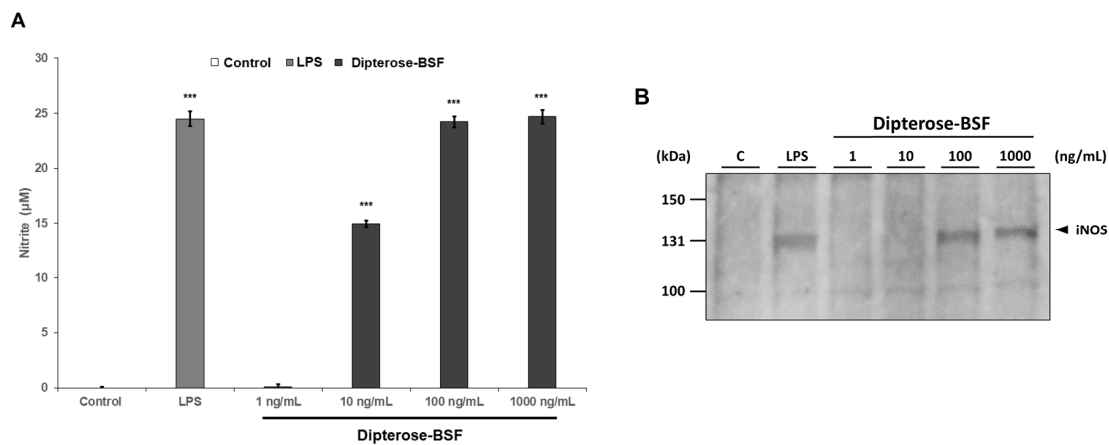 A
30
25
20
15
10
5
0
Nitrite (µM)
Control LPS Dipterose-BSF
***
***
***
***
Control LPS 1 ng/mL 10 ng/mL 100 ng/mL 1000 ng/mL
Dipterose-BSF
B
Dipterose-BSF
(kDa) C LPS 1 10 100 1000 (ng/mL)
150
131
100
iNOS